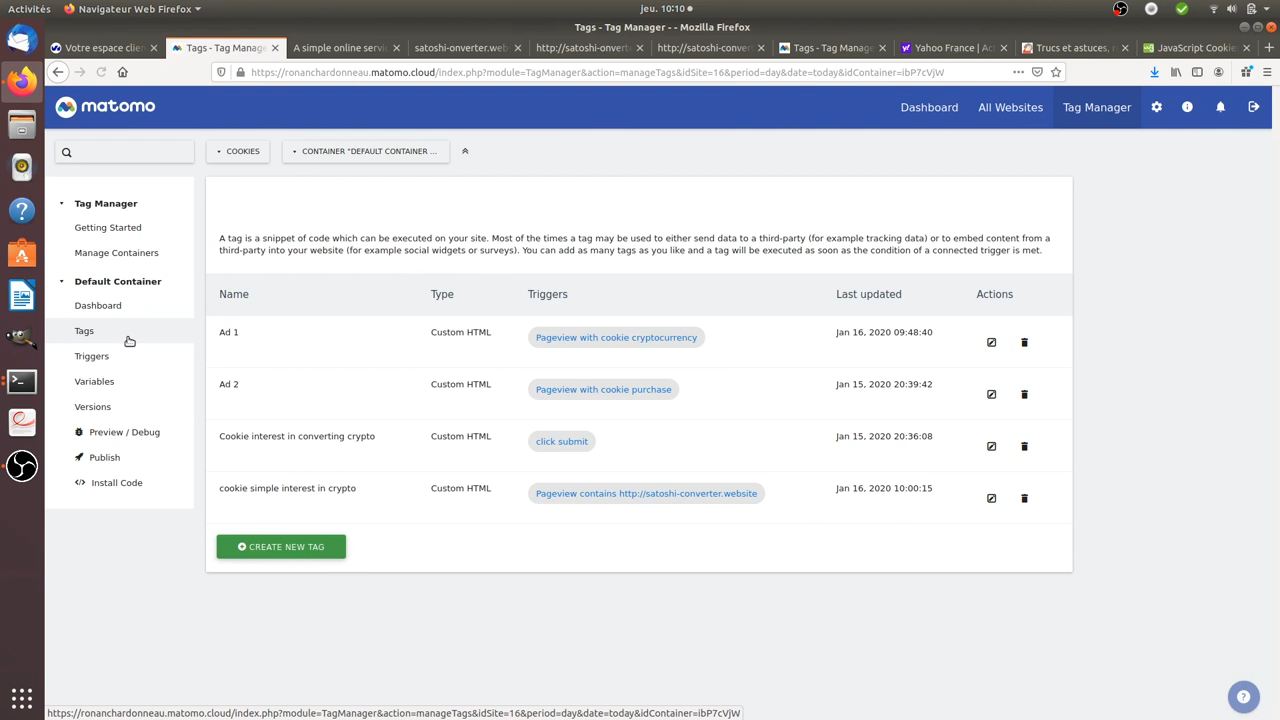 Activités
Navigateur Web Firefox
jeu. 10:10
Tags - Tag Manager - - Mozilla Firefox
Votre espace clien
Tags - Tag Manage
A simple online servic
satoshi-onverter.webs
http://satoshi-onverte
http://satoshi-convert
Tags - Tag Manage
Yahoo France | Act
Trucs et astuces, r
JavaScript Cookie
https://ronanchardonneau.matomo.cloud/index.php?module=TagManager&action=manageTags&idSite=16&period=day&date=today&idContainer=ibP7cVjW
matomo
Dashboard
All Websites
Tag Manager
COOKIES
CONTAINER "DEFAULT CONTAINER ...
Tag Manager
Getting Started
Manage Containers
Default Container
Dashboard
Tags
Triggers
Variables
Versions
Preview / Debug
Publish
Install Code
A tag is a snippet of code which can be executed on your site. Most of the times a tag may be used to either send data to a third-party (for example tracking data) or to embed content from a
third-party into your website (for example social widgets or surveys). You can add as many tags as you like and a tag will be executed as soon as the condition of a connected trigger is met.
Name Type Triggers Last updated Actions
Ad 1 Custom HTML Pageview with cookie cryptocurrency Jan 16, 2020 09:48:40
Ad 2 Custom HTML Pageview with cookie purchase Jan 15, 2020 20:39:42
Cookie interest in converting crypto Custom HTML click submit Jan 15, 2020 20:36:08
cookie simple interest in crypto Custom HTML Pageview contains http://satoshi-converter.website Jan 16, 2020 10:00:15
CREATE NEW TAG
https://ronanchardonneau.matomo.cloud/index.php?module=TagManager&action=manageTags&idSite=16&period=day&date=today&idContainer=ibP7cVjW